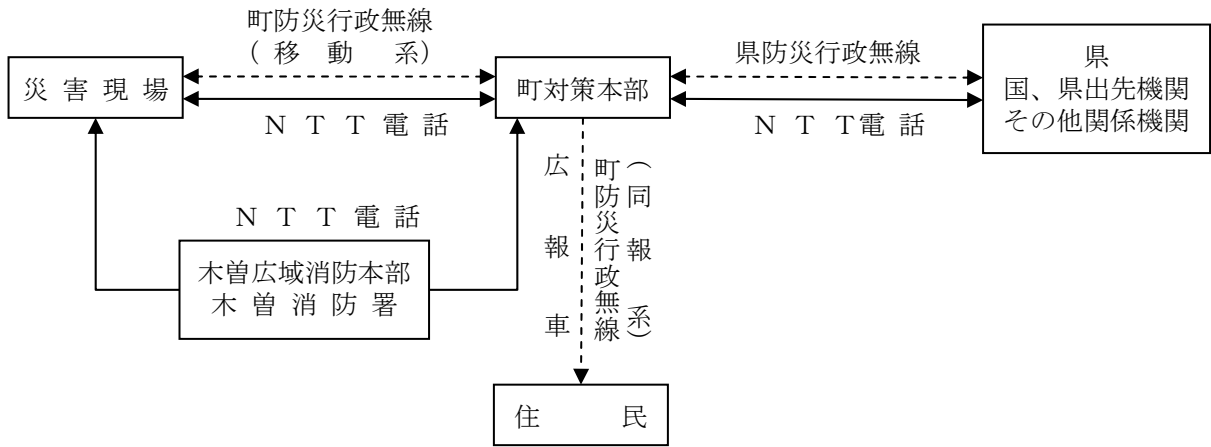 町防災行政無線
(移動系)
災害現場
NTT電話
町対策本部
県防災行政無線
NTT電話
県
国、県出先機関
その他関係機関
NTT電話
木曽広域消防本部
木曽消防署
広報車
町防災行政無線
(同報系)
住民